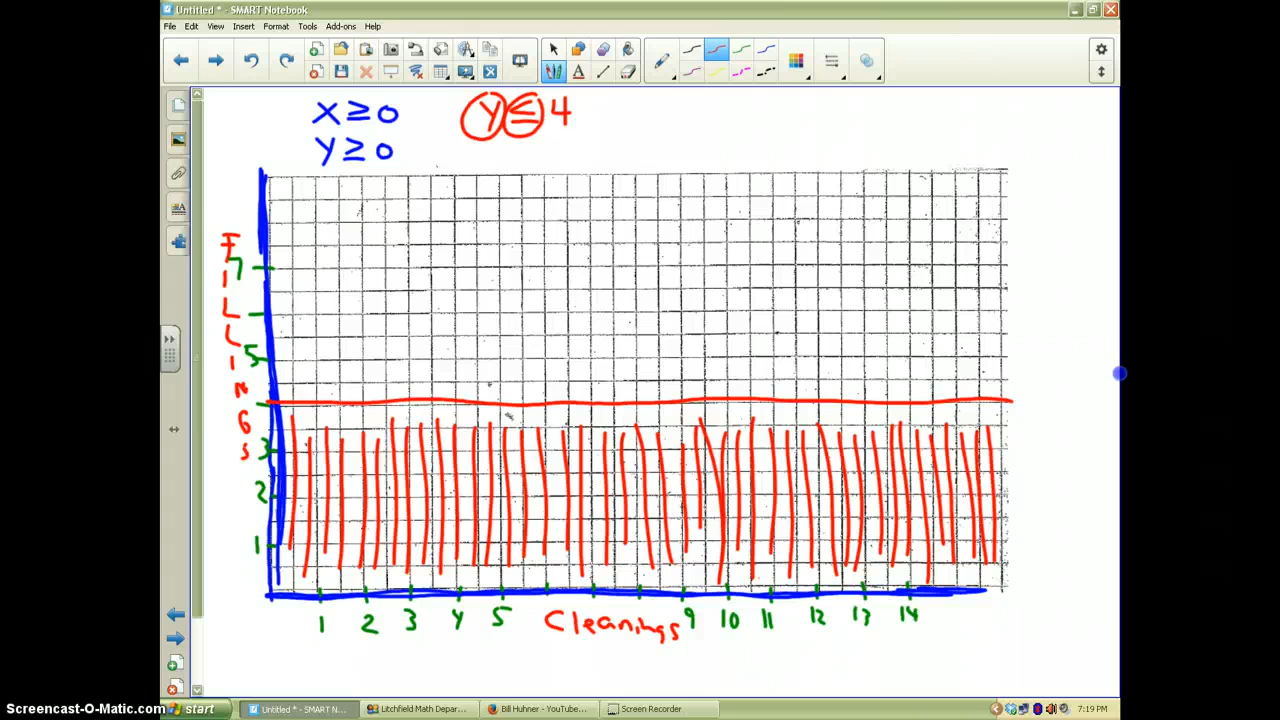 Untitled * - SMART Notebook
File Edit View Insert Format Tools Add-ons Help
X ≥ 0
Y ≥ 0
y ≤ 4
FILLINGS
7
5
3
2
1
1 2 3 4 5 9 10 11 12 13 14
Cleanings
Screencast-O-Matic.com
start
Untitled * - SMART Not...
Litchfield Math Depar...
Bill Huhner - YouTube...
Screen Recorder
7:19 PM